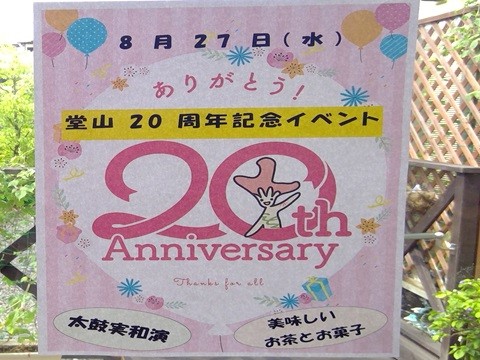 8月27日(水)
ありがとう!
堂山 20 周年記念イベント
20th
Anniversary
Thanks for all
太鼓実和演
美味しい
お茶とお菓子